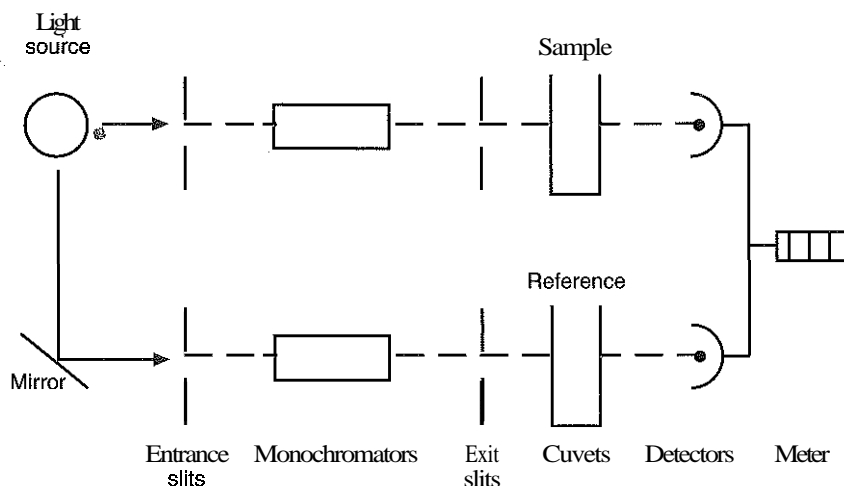 Light
source
Sample
Reference
Mirror
Entrance Monochromators Exit Cuvets Detectors Meter
slits slits